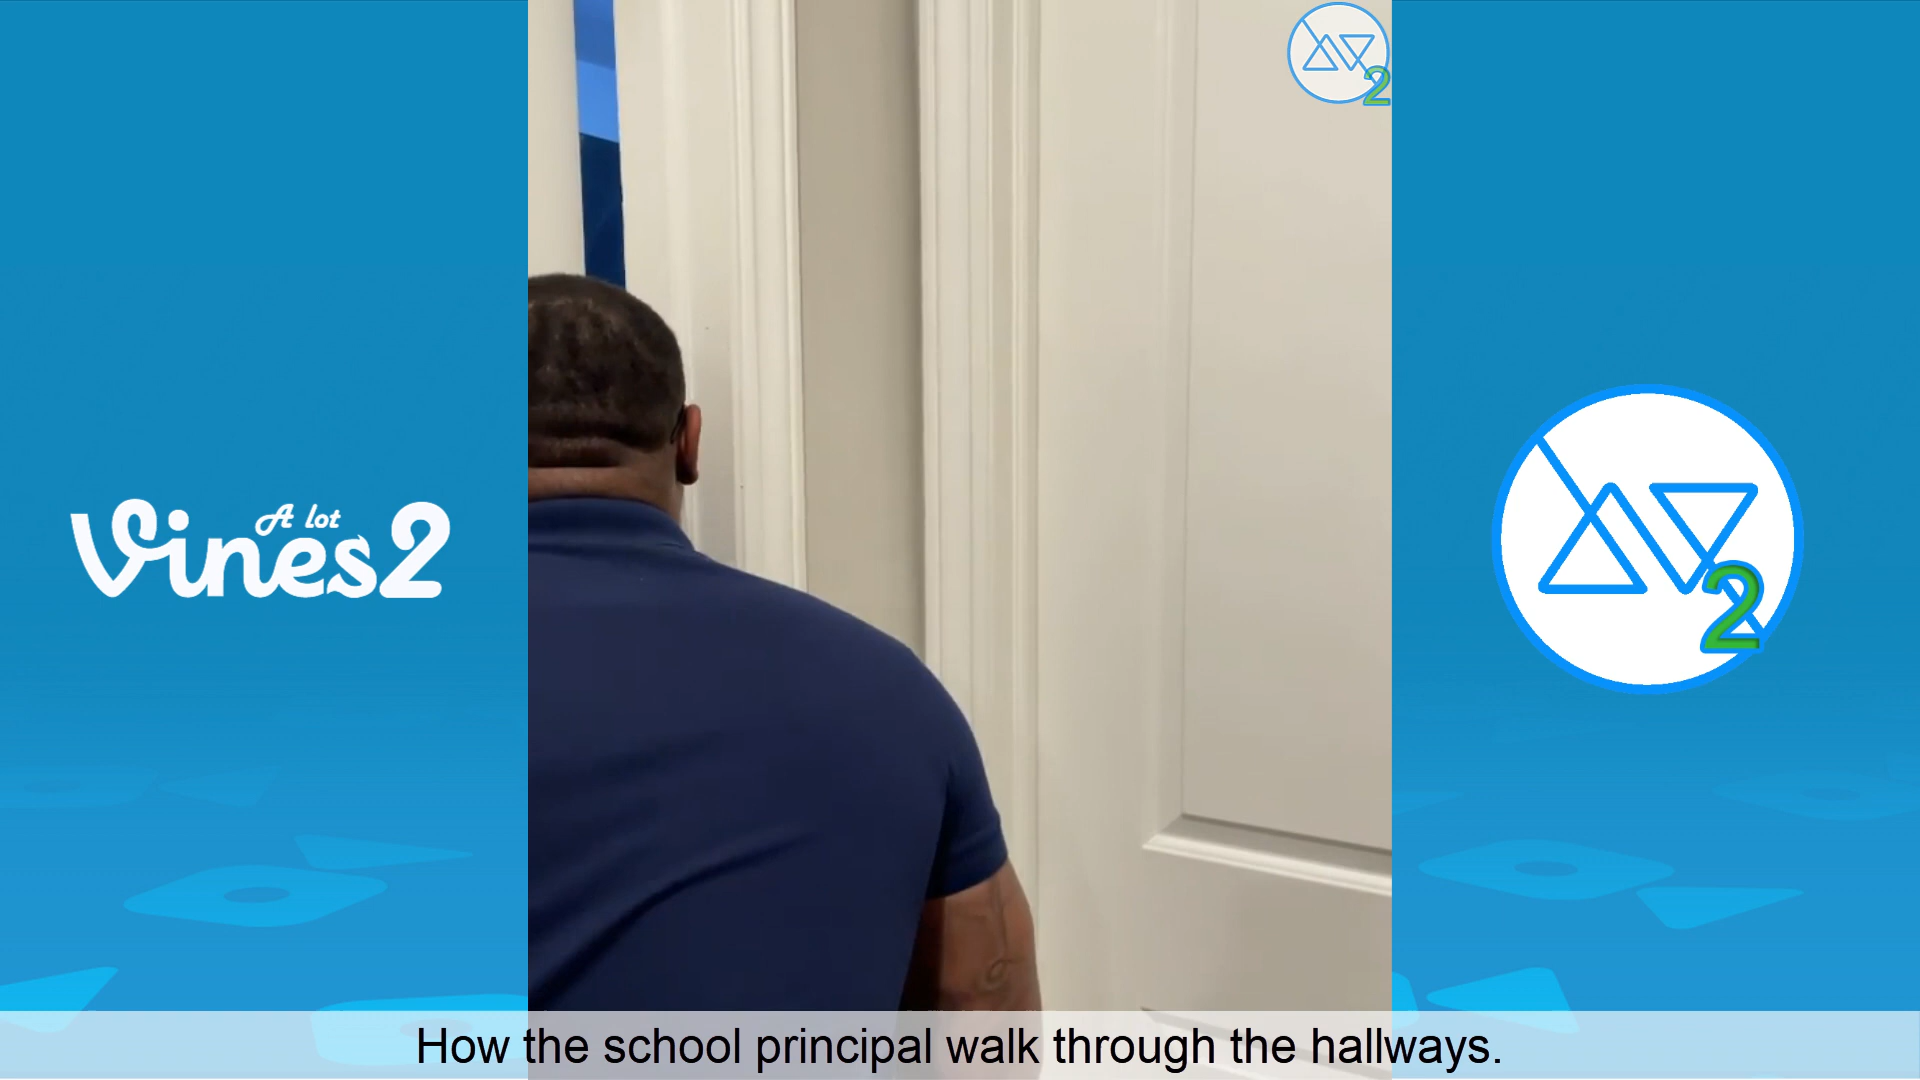 A lot
Vines2
2
2
How the school principal walk through the hallways.